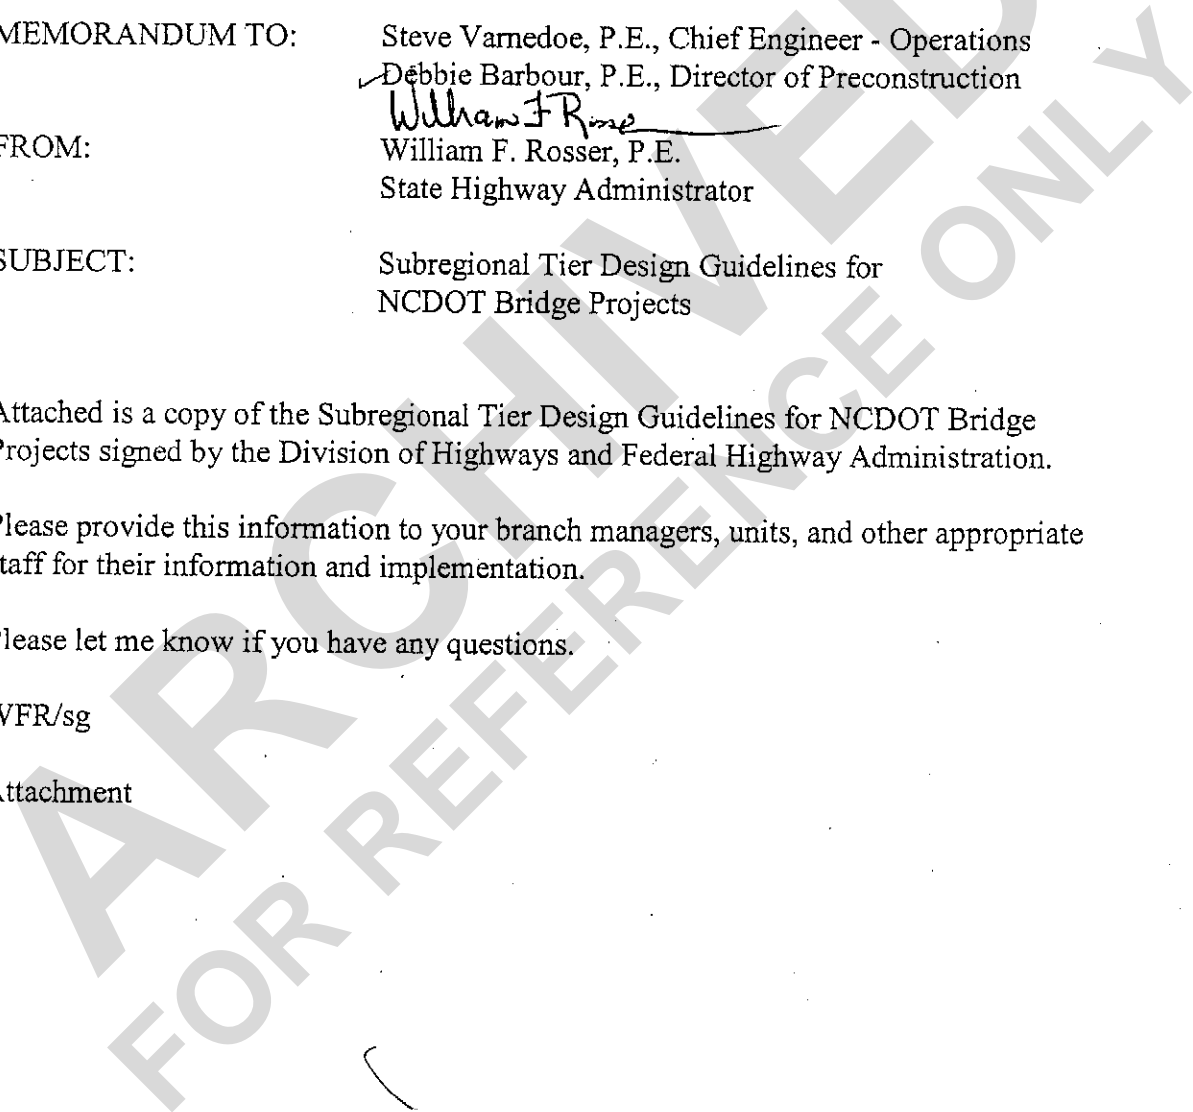 MEMORANDUM TO: Steve Varnedoe, P.E., Chief Engineer - Operations
Debbie Barbour, P.E., Director of Preconstruction
William F Rosser
FROM: William F. Rosser, P.E.
State Highway Administrator
SUBJECT: Subregional Tier Design Guidelines for
NCDOT Bridge Projects
Attached is a copy of the Subregional Tier Design Guidelines for NCDOT Bridge
Projects signed by the Division of Highways and Federal Highway Administration.
Please provide this information to your branch managers, units, and other appropriate
staff for their information and implementation.
Please let me know if you have any questions.
WFR/sg
Attachment
ARCHIVED
FOR REFERENCE ONLY